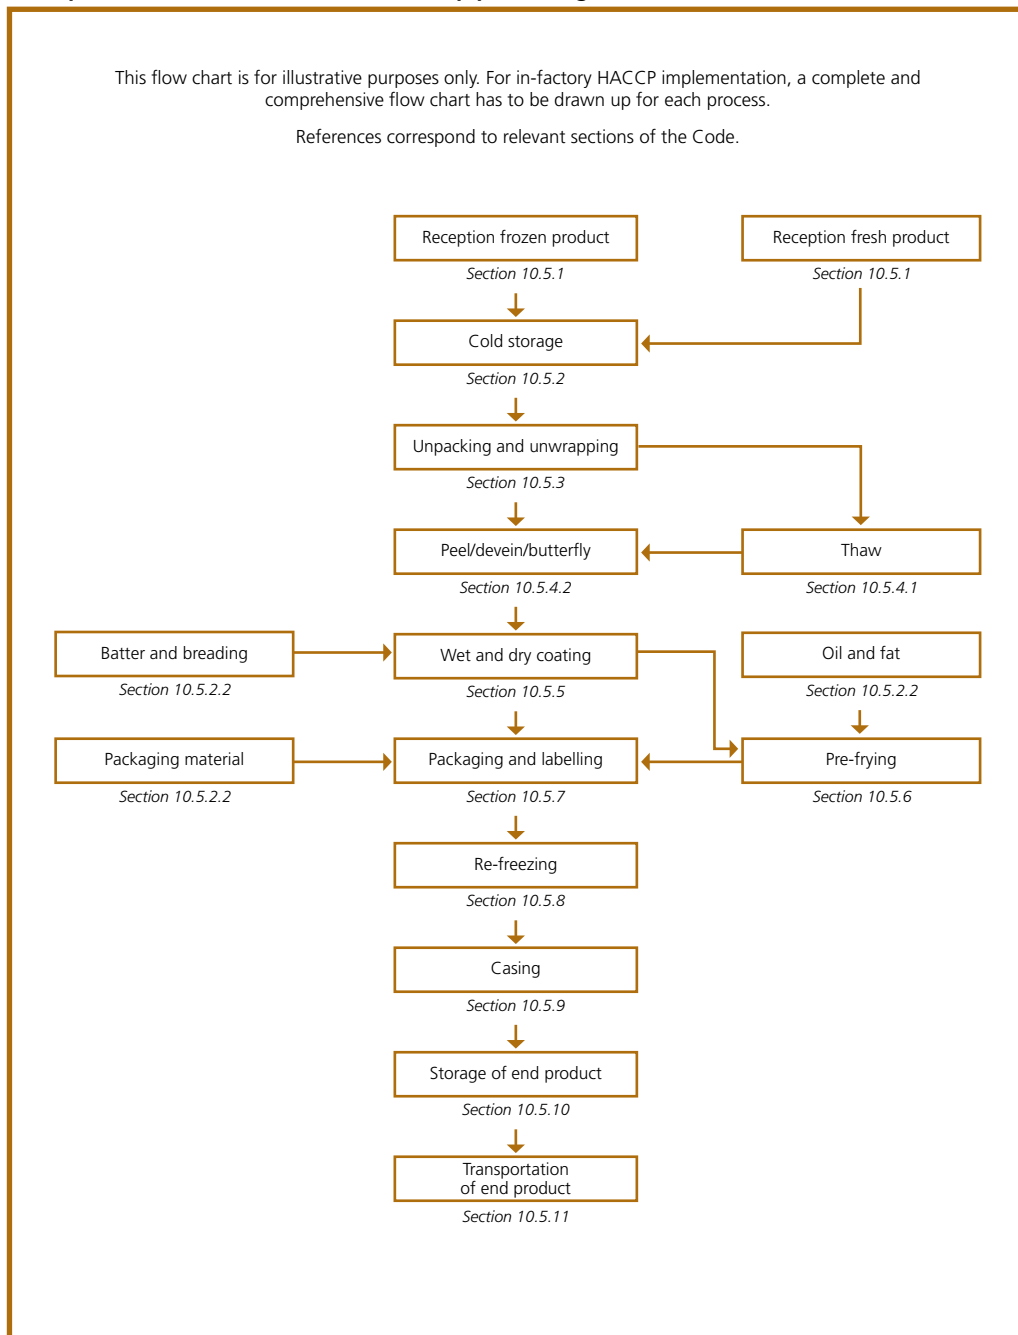 This flow chart is for illustrative purposes only. For in-factory HACCP implementation, a complete and
comprehensive flow chart has to be drawn up for each process.
References correspond to relevant sections of the Code.
Reception frozen product
Reception fresh product
Section 10.5.1
Section 10.5.1
Cold storage
Section 10.5.2
Unpacking and unwrapping
Section 10.5.3
Peel/devein/butterfly
Thaw
Section 10.5.4.2
Section 10.5.4.1
Batter and breading
Wet and dry coating
Oil and fat
Section 10.5.2.2
Section 10.5.5
Section 10.5.2.2
Packaging material
Packaging and labelling
Pre-frying
Section 10.5.2.2
Section 10.5.7
Section 10.5.6
Re-freezing
Section 10.5.8
Casing
Section 10.5.9
Storage of end product
Section 10.5.10
Transportation
of end product
Section 10.5.11